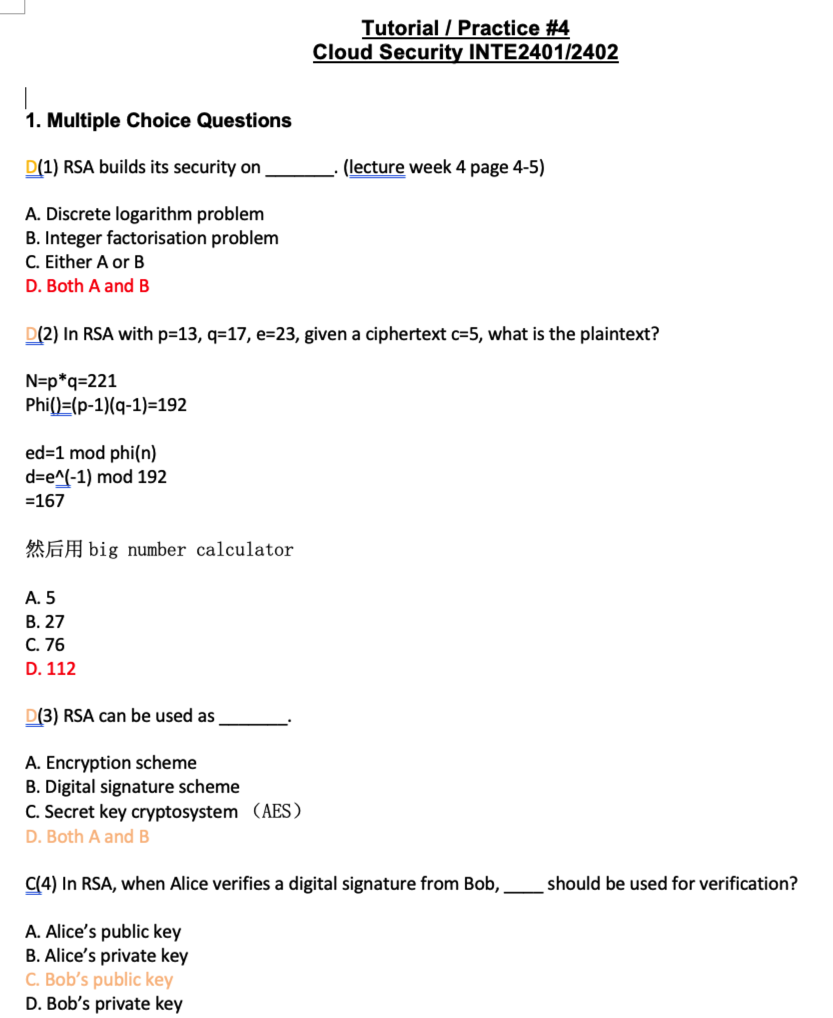 Tutorial / Practice #4
Cloud Security INTE2401/2402
1. Multiple Choice Questions
D(1) RSA builds its security on _______. (lecture week 4 page 4-5)
A. Discrete logarithm problem
B. Integer factorisation problem
C. Either A or B
D. Both A and B
D(2) In RSA with p=13, q=17, e=23, given a ciphertext c=5, what is the plaintext?
N=p*q=221
Phi()=(p-1)(q-1)=192
ed=1 mod phi(n)
d=e^(-1) mod 192
=167
然后用 big number calculator
A. 5
B. 27
C. 76
D. 112
D(3) RSA can be used as _______.
A. Encryption scheme
B. Digital signature scheme
C. Secret key cryptosystem （AES）
D. Both A and B
C(4) In RSA, when Alice verifies a digital signature from Bob, ____ should be used for verification?
A. Alice’s public key
B. Alice’s private key
C. Bob’s public key
D. Bob’s private key